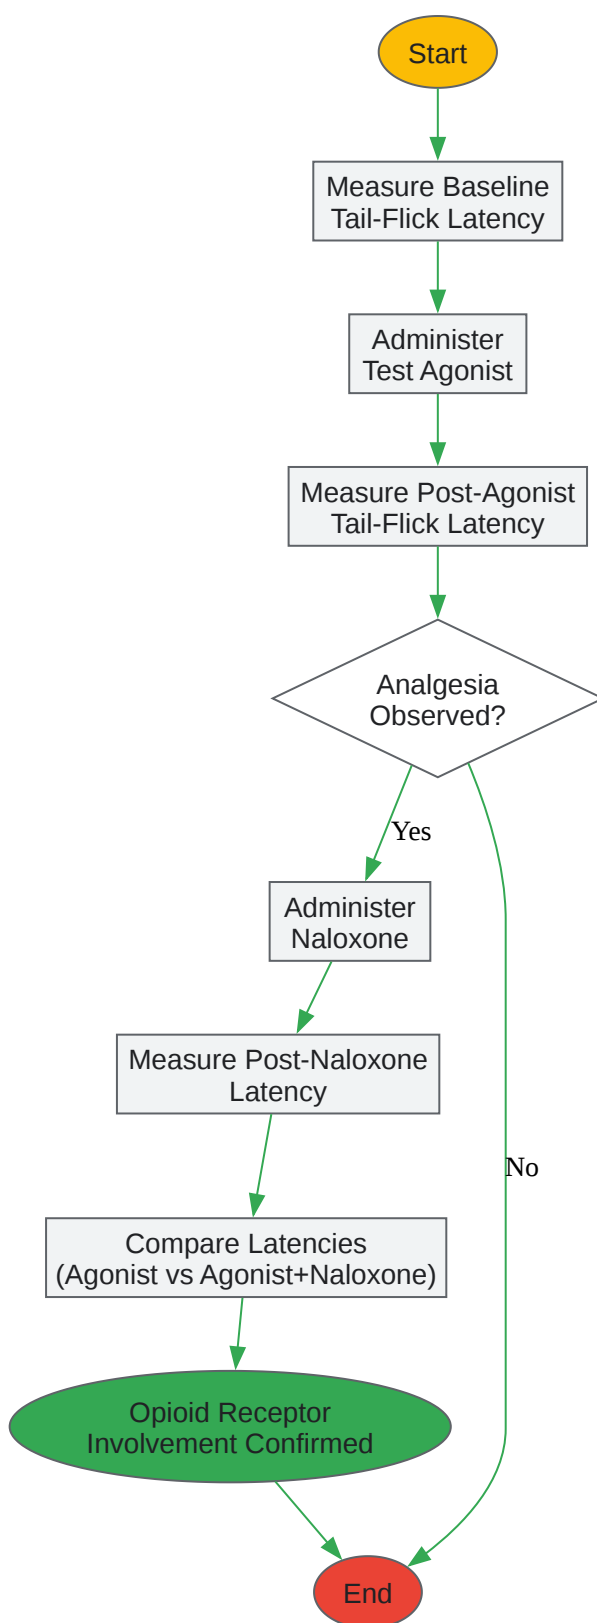 Start
Measure Baseline
Tail-Flick Latency
Administer
Test Agonist
Measure Post-Agonist
Tail-Flick Latency
Analgesia
Observed?
Yes
Administer
Naloxone
Measure Post-Naloxone
Latency
No
Compare Latencies
(Agonist vs Agonist+Naloxone)
Opioid Receptor
Involvement Confirmed
End